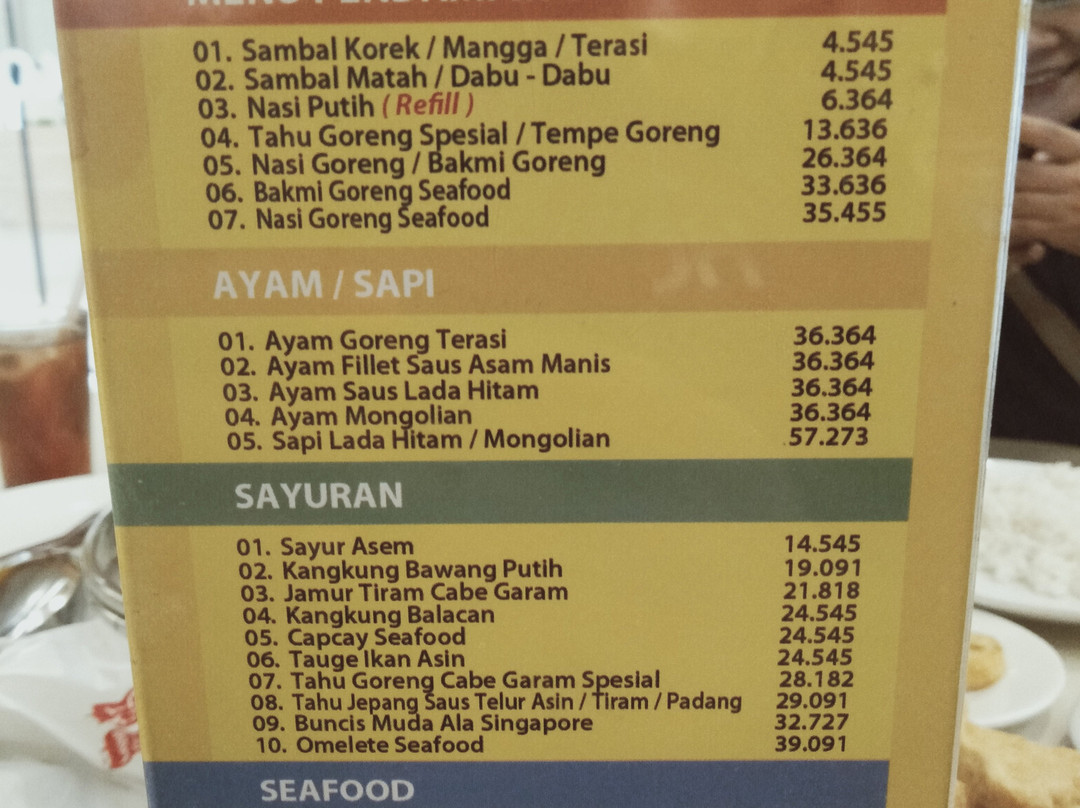 MENU
01. Sambal Korek / Mangga / Terasi 4.545
02. Sambal Matah / Dabu - Dabu 4.545
03. Nasi Putih ( Refill ) 6.364
04. Tahu Goreng Spesial / Tempe Goreng 13.636
05. Nasi Goreng / Bakmi Goreng 26.364
06. Bakmi Goreng Seafood 33.636
07. Nasi Goreng Seafood 35.455
AYAM / SAPI
01. Ayam Goreng Terasi 36.364
02. Ayam Fillet Saus Asam Manis 36.364
03. Ayam Saus Lada Hitam 36.364
04. Ayam Mongolian 36.364
05. Sapi Lada Hitam / Mongolian 57.273
SAYURAN
01. Sayur Asem 14.545
02. Kangkung Bawang Putih 19.091
03. Jamur Tiram Cabe Garam 21.818
04. Kangkung Balacan 24.545
05. Capcay Seafood 24.545
06. Tauge Ikan Asin 24.545
07. Tahu Goreng Cabe Garam Spesial 28.182
08. Tahu Jepang Saus Telur Asin / Tiram / Padang 29.091
09. Buncis Muda Ala Singapore 32.727
10. Omelete Seafood 39.091
SEAFOOD